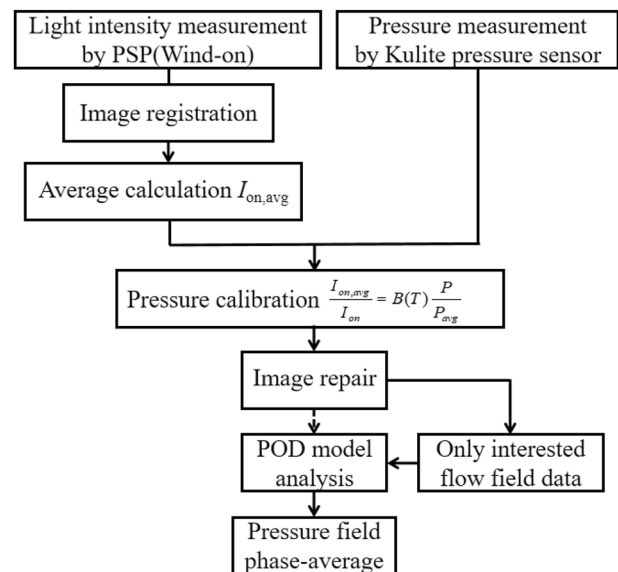 Light intensity measurement
by PSP(Wind-on)
Pressure measurement
by Kulite pressure sensor
Image registration
Average calculation I_on,avg
Pressure calibration I_on,avg / I_on = B(T) P / P_avg
Image repair
POD model
analysis
Only interested
flow field data
Pressure field
phase-average